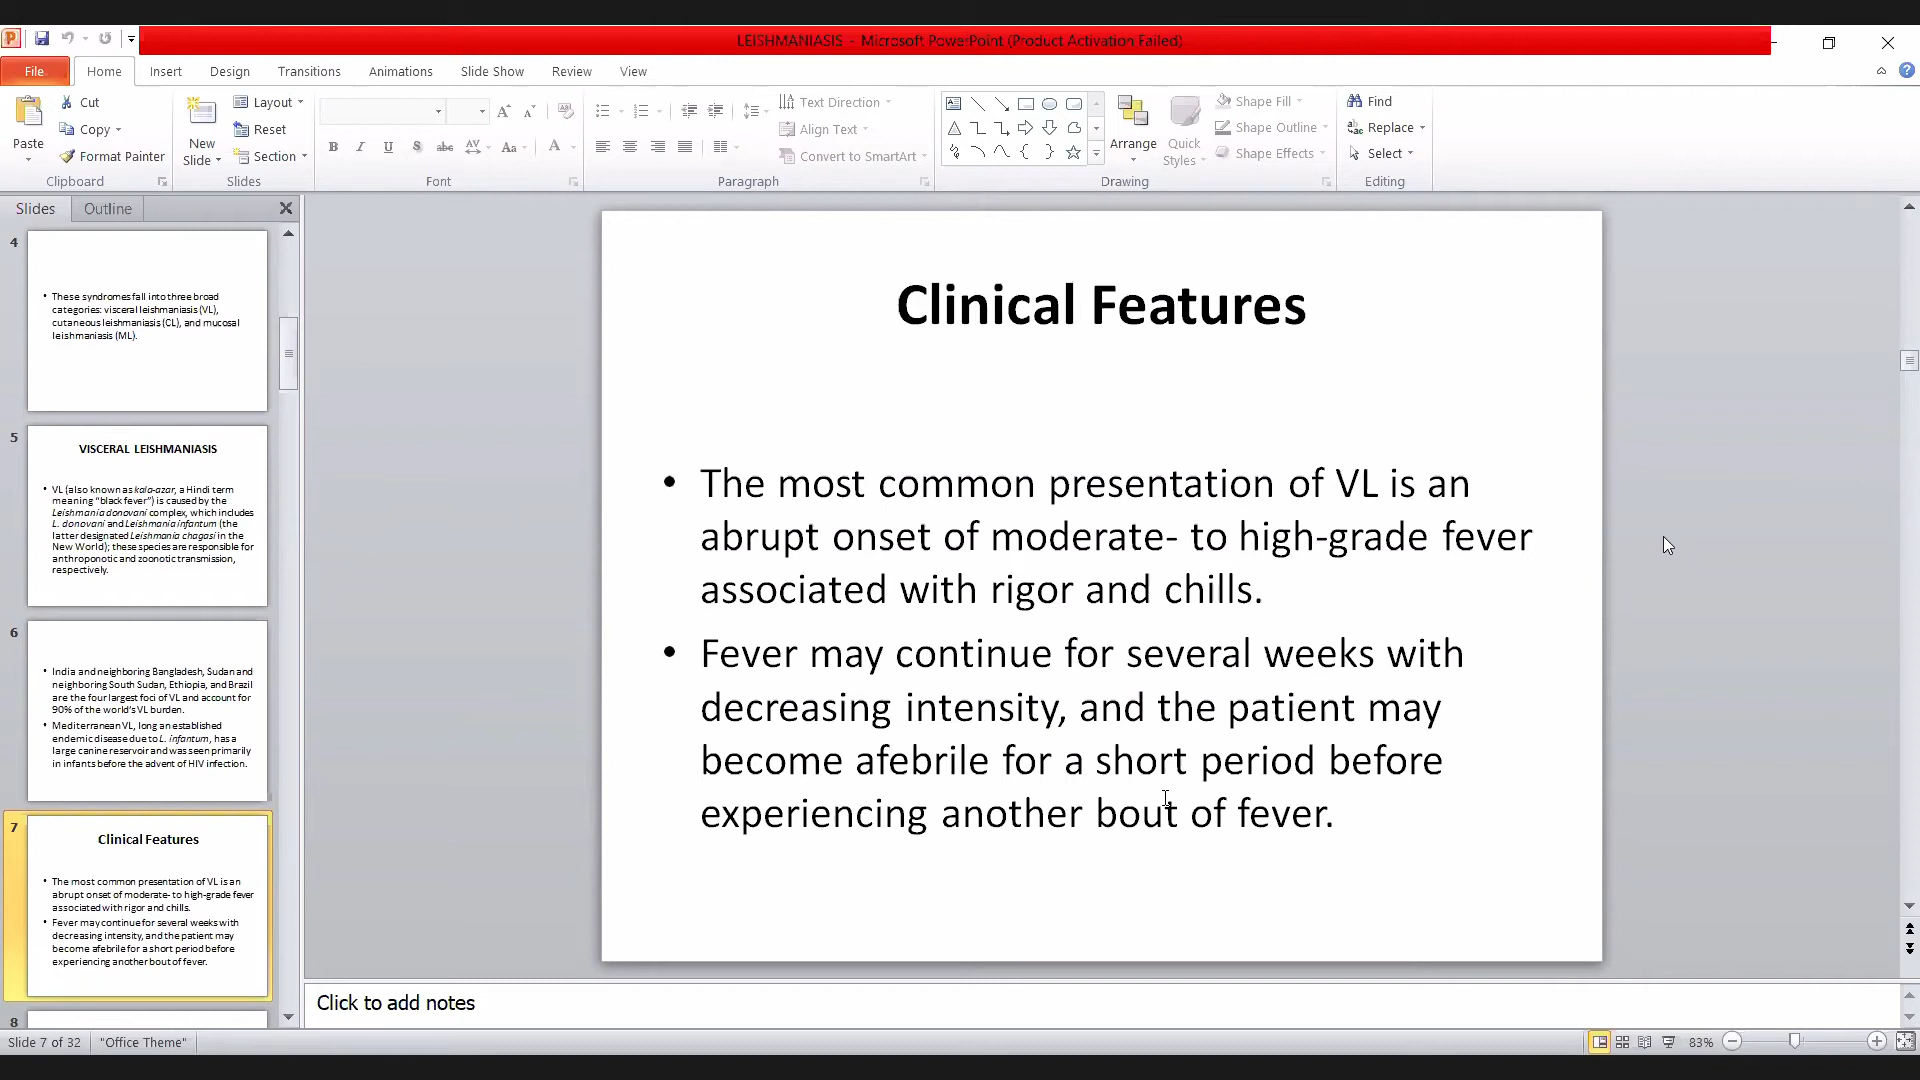 LEISHMANIASIS - Microsoft PowerPoint (Product Activation Failed)
File Home Insert Design Transitions Animations Slide Show Review View
Paste
Cut
Copy
Format Painter
Clipboard
New
Slide
Layout
Reset
Section
Slides
Font
Text Direction
Align Text
Convert to SmartArt
Paragraph
Arrange
Quick
Styles
Shape Fill
Shape Outline
Shape Effects
Drawing
Find
Replace
Select
Editing
Slides Outline
4
• These syndromes fall into three broad
categories: visceral leishmaniasis (VL),
cutaneous leishmaniasis (CL), and mucosal
leishmaniasis (ML).
5
VISCERAL LEISHMANIASIS
• VL (also known as kala-azar, a Hindi term
meaning “black fever”) is caused by the
Leishmania donovani complex, which includes
L. donovani and Leishmania infantum (the
latter designated Leishmania chagasi in the
New World); these species are responsible for
anthroponotic and zoonotic transmission,
respectively.
6
• India and neighboring Bangladesh, Sudan and
neighboring South Sudan, Ethiopia, and Brazil
are the four largest foci of VL and account for
90% of the world’s VL burden.
• Mediterranean VL, long an established
endemic disease due to L. infantum, has a
large canine reservoir and was seen primarily
in infants before the advent of HIV infection.
7
Clinical Features
• The most common presentation of VL is an
abrupt onset of moderate- to high-grade fever
associated with rigor and chills.
• Fever may continue for several weeks with
decreasing intensity, and the patient may
become afebrile for a short period before
experiencing another bout of fever.
8
Clinical Features
• The most common presentation of VL is an
abrupt onset of moderate- to high-grade fever
associated with rigor and chills.
• Fever may continue for several weeks with
decreasing intensity, and the patient may
become afebrile for a short period before
experiencing another bout of fever.
Click to add notes
Slide 7 of 32 "Office Theme" 83%